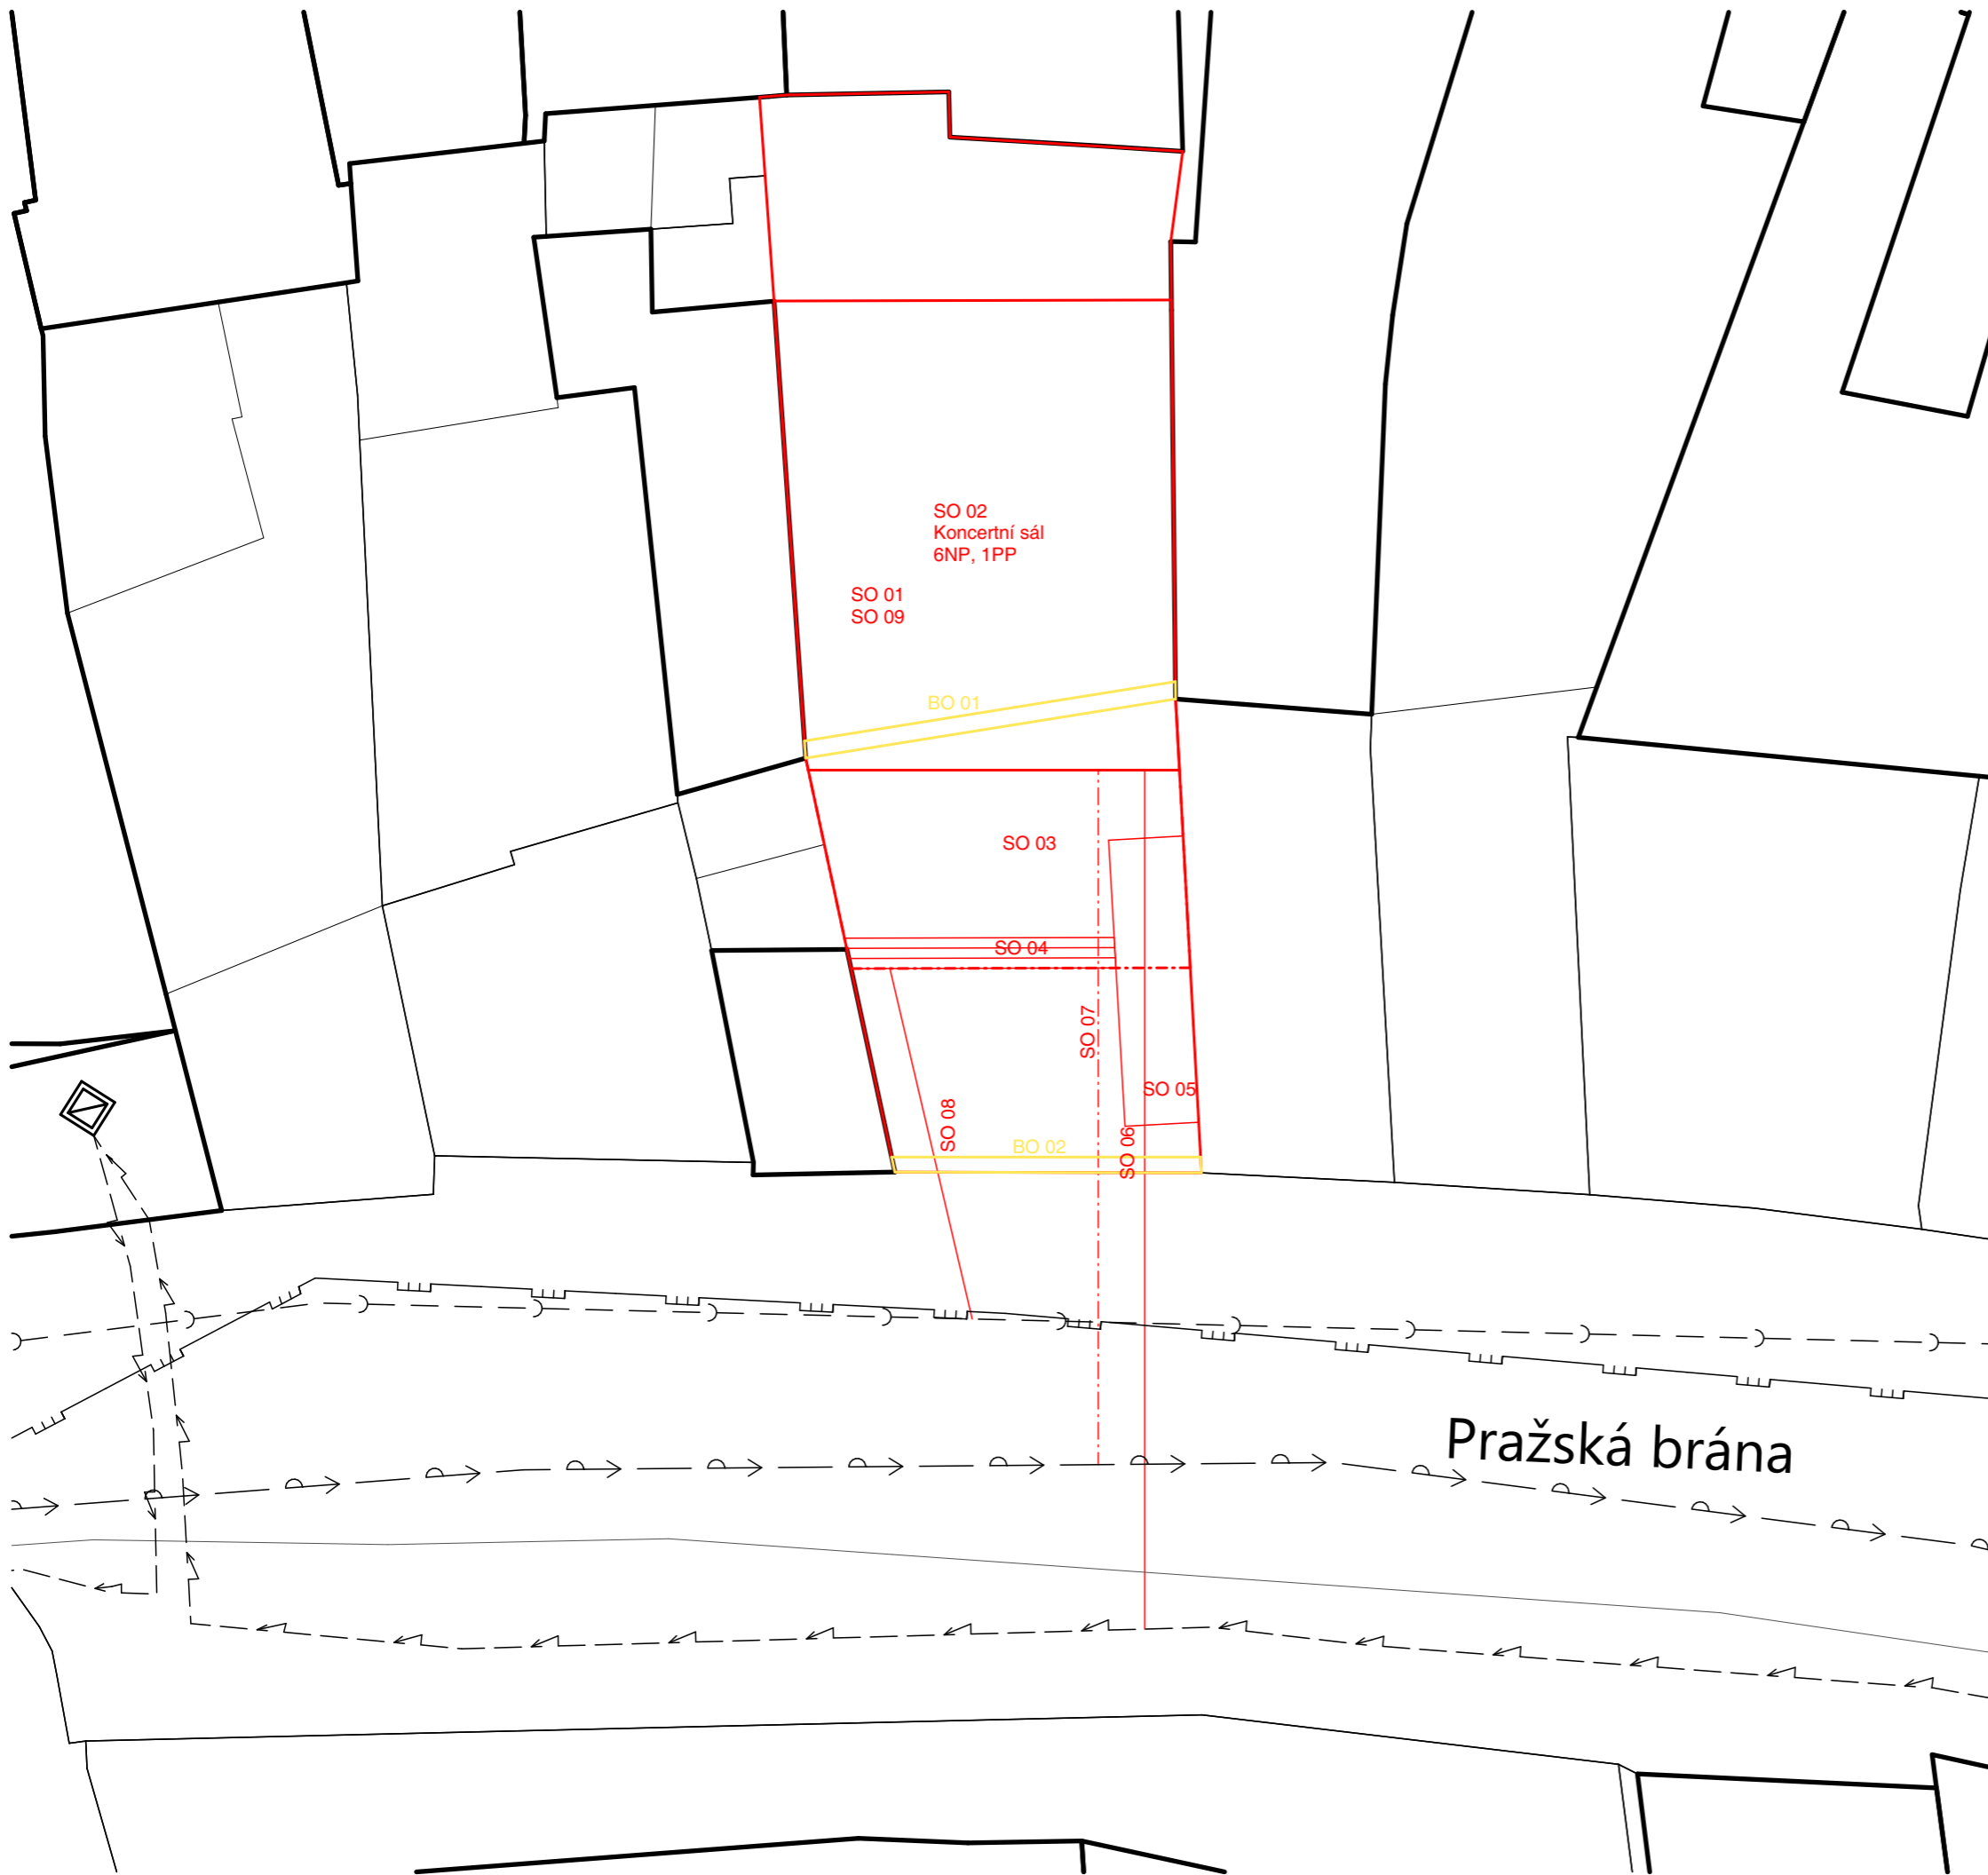 SO 02
Koncertní sál
6NP, 1PP
SO 01
SO 09
BO 01
SO 03
SO 04
SO 07
SO 05
SO 08
SO 06
BO 02
Pražská brána